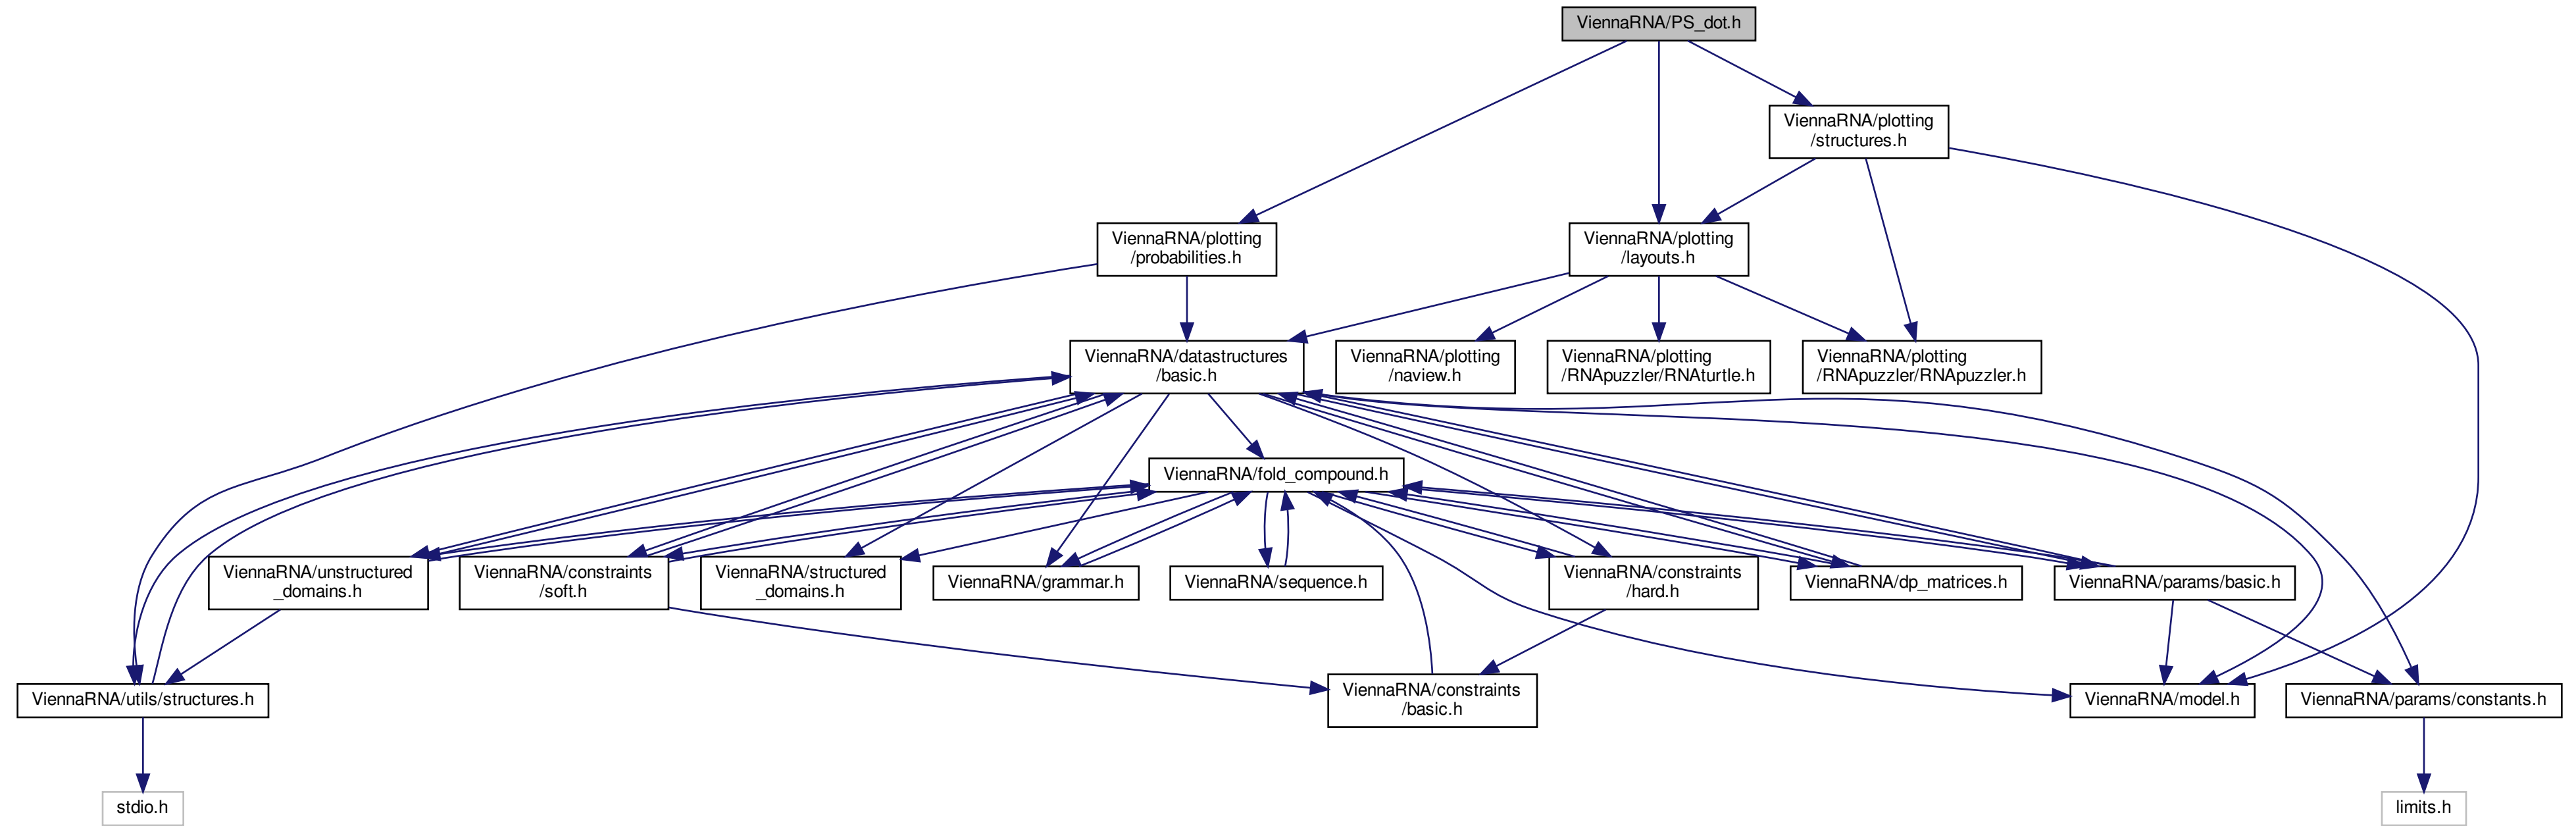 ViennaRNA/PS_dot.h
ViennaRNA/plotting
/structures.h
ViennaRNA/plotting
/probabilities.h
ViennaRNA/plotting
/layouts.h
ViennaRNA/datastructures
/basic.h
ViennaRNA/plotting
/naview.h
ViennaRNA/plotting
/RNApuzzler/RNAturtle.h
ViennaRNA/plotting
/RNApuzzler/RNApuzzler.h
ViennaRNA/fold_compound.h
ViennaRNA/unstructured
_domains.h
ViennaRNA/constraints
/soft.h
ViennaRNA/structured
_domains.h
ViennaRNA/grammar.h
ViennaRNA/sequence.h
ViennaRNA/constraints
/hard.h
ViennaRNA/dp_matrices.h
ViennaRNA/params/basic.h
ViennaRNA/utils/structures.h
ViennaRNA/constraints
/basic.h
ViennaRNA/model.h
ViennaRNA/params/constants.h
stdio.h
limits.h